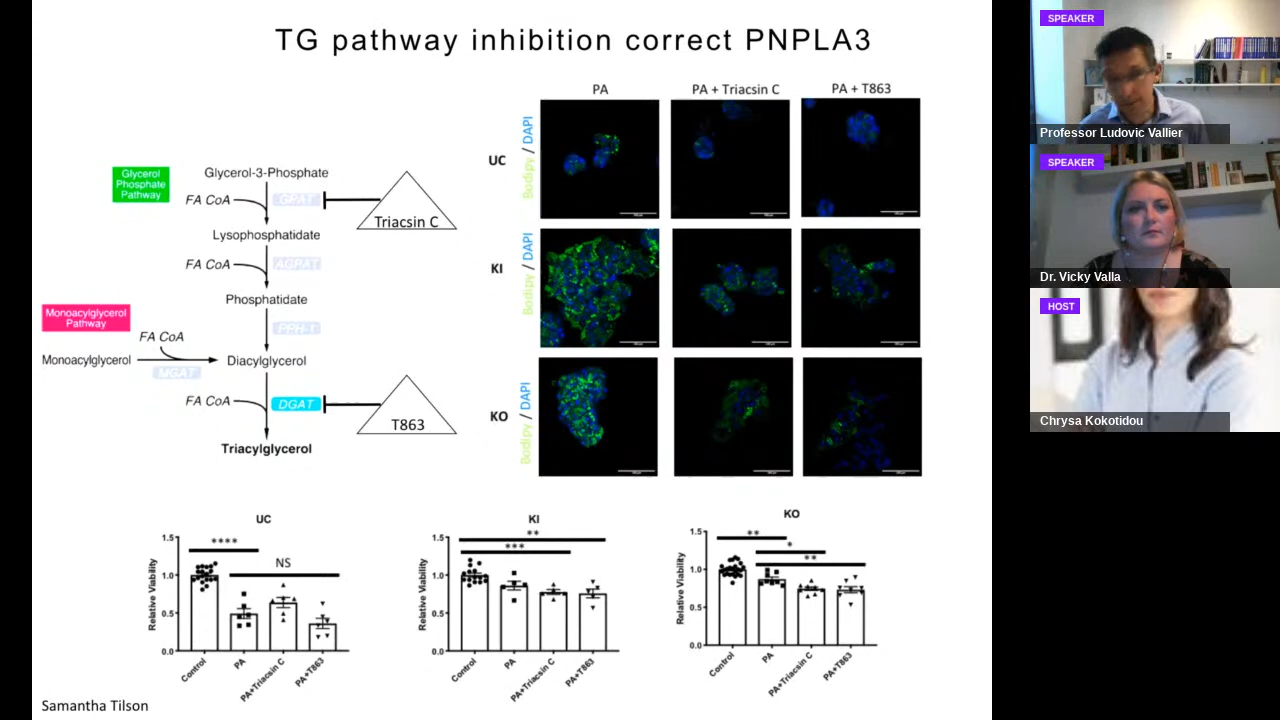 TG pathway inhibition correct PNPLA3
Glycerol
Phosphate
Pathway
Glycerol-3-Phosphate
FA CoA
GPAT
Triacsin C
Lysophosphatidate
FA CoA
AGPAT
Phosphatidate
PPH-1
Monoacylglycerol
Pathway
FA CoA
Monoacylglycerol
MGAT
Diacylglycerol
FA CoA
DGAT
T863
Triacylglycerol
PA
PA + Triacsin C
PA + T863
UC
Bodipy / DAPI
KI
Bodipy / DAPI
KO
Bodipy / DAPI
UC
Relative Viability
1.5
1.0
0.5
0.0
****
NS
Control
PA
PA+Triacsin C
PA+T863
KI
Relative Viability
1.5
1.0
0.5
0.0
**
***
Control
PA
PA+Triacsin C
PA+T863
KO
Relative Viability
1.5
1.0
0.5
0.0
**
*
**
Control
PA
PA+Triacsin C
PA+T863
Samantha Tilson
SPEAKER
Professor Ludovic Vallier
SPEAKER
Dr. Vicky Valla
HOST
Chrysa Kokotidou